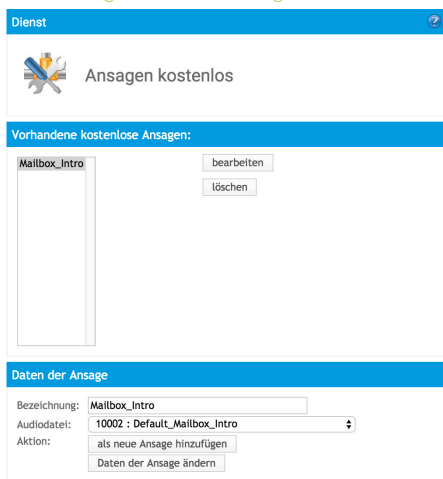 Dienst
Ansagen kostenlos
Vorhandene kostenlose Ansagen:
Mailbox_Intro
bearbeiten
löschen
Daten der Ansage
Bezeichnung: Mailbox_Intro
Audiodatei: 10002 : Default_Mailbox_Intro
Aktion: als neue Ansage hinzufügen
Daten der Ansage ändern